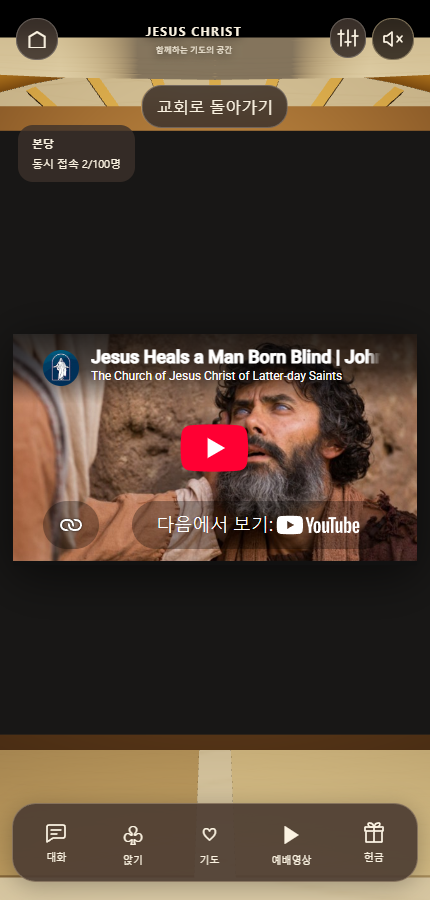 JESUS CHRIST
함께하는 기도의 공간
교회로 돌아가기
본당
동시 접속 2/100명
Jesus Heals a Man Born Blind | John
The Church of Jesus Christ of Latter-day Saints
다음에서 보기: YouTube
대화
앉기
기도
예배영상
헌금